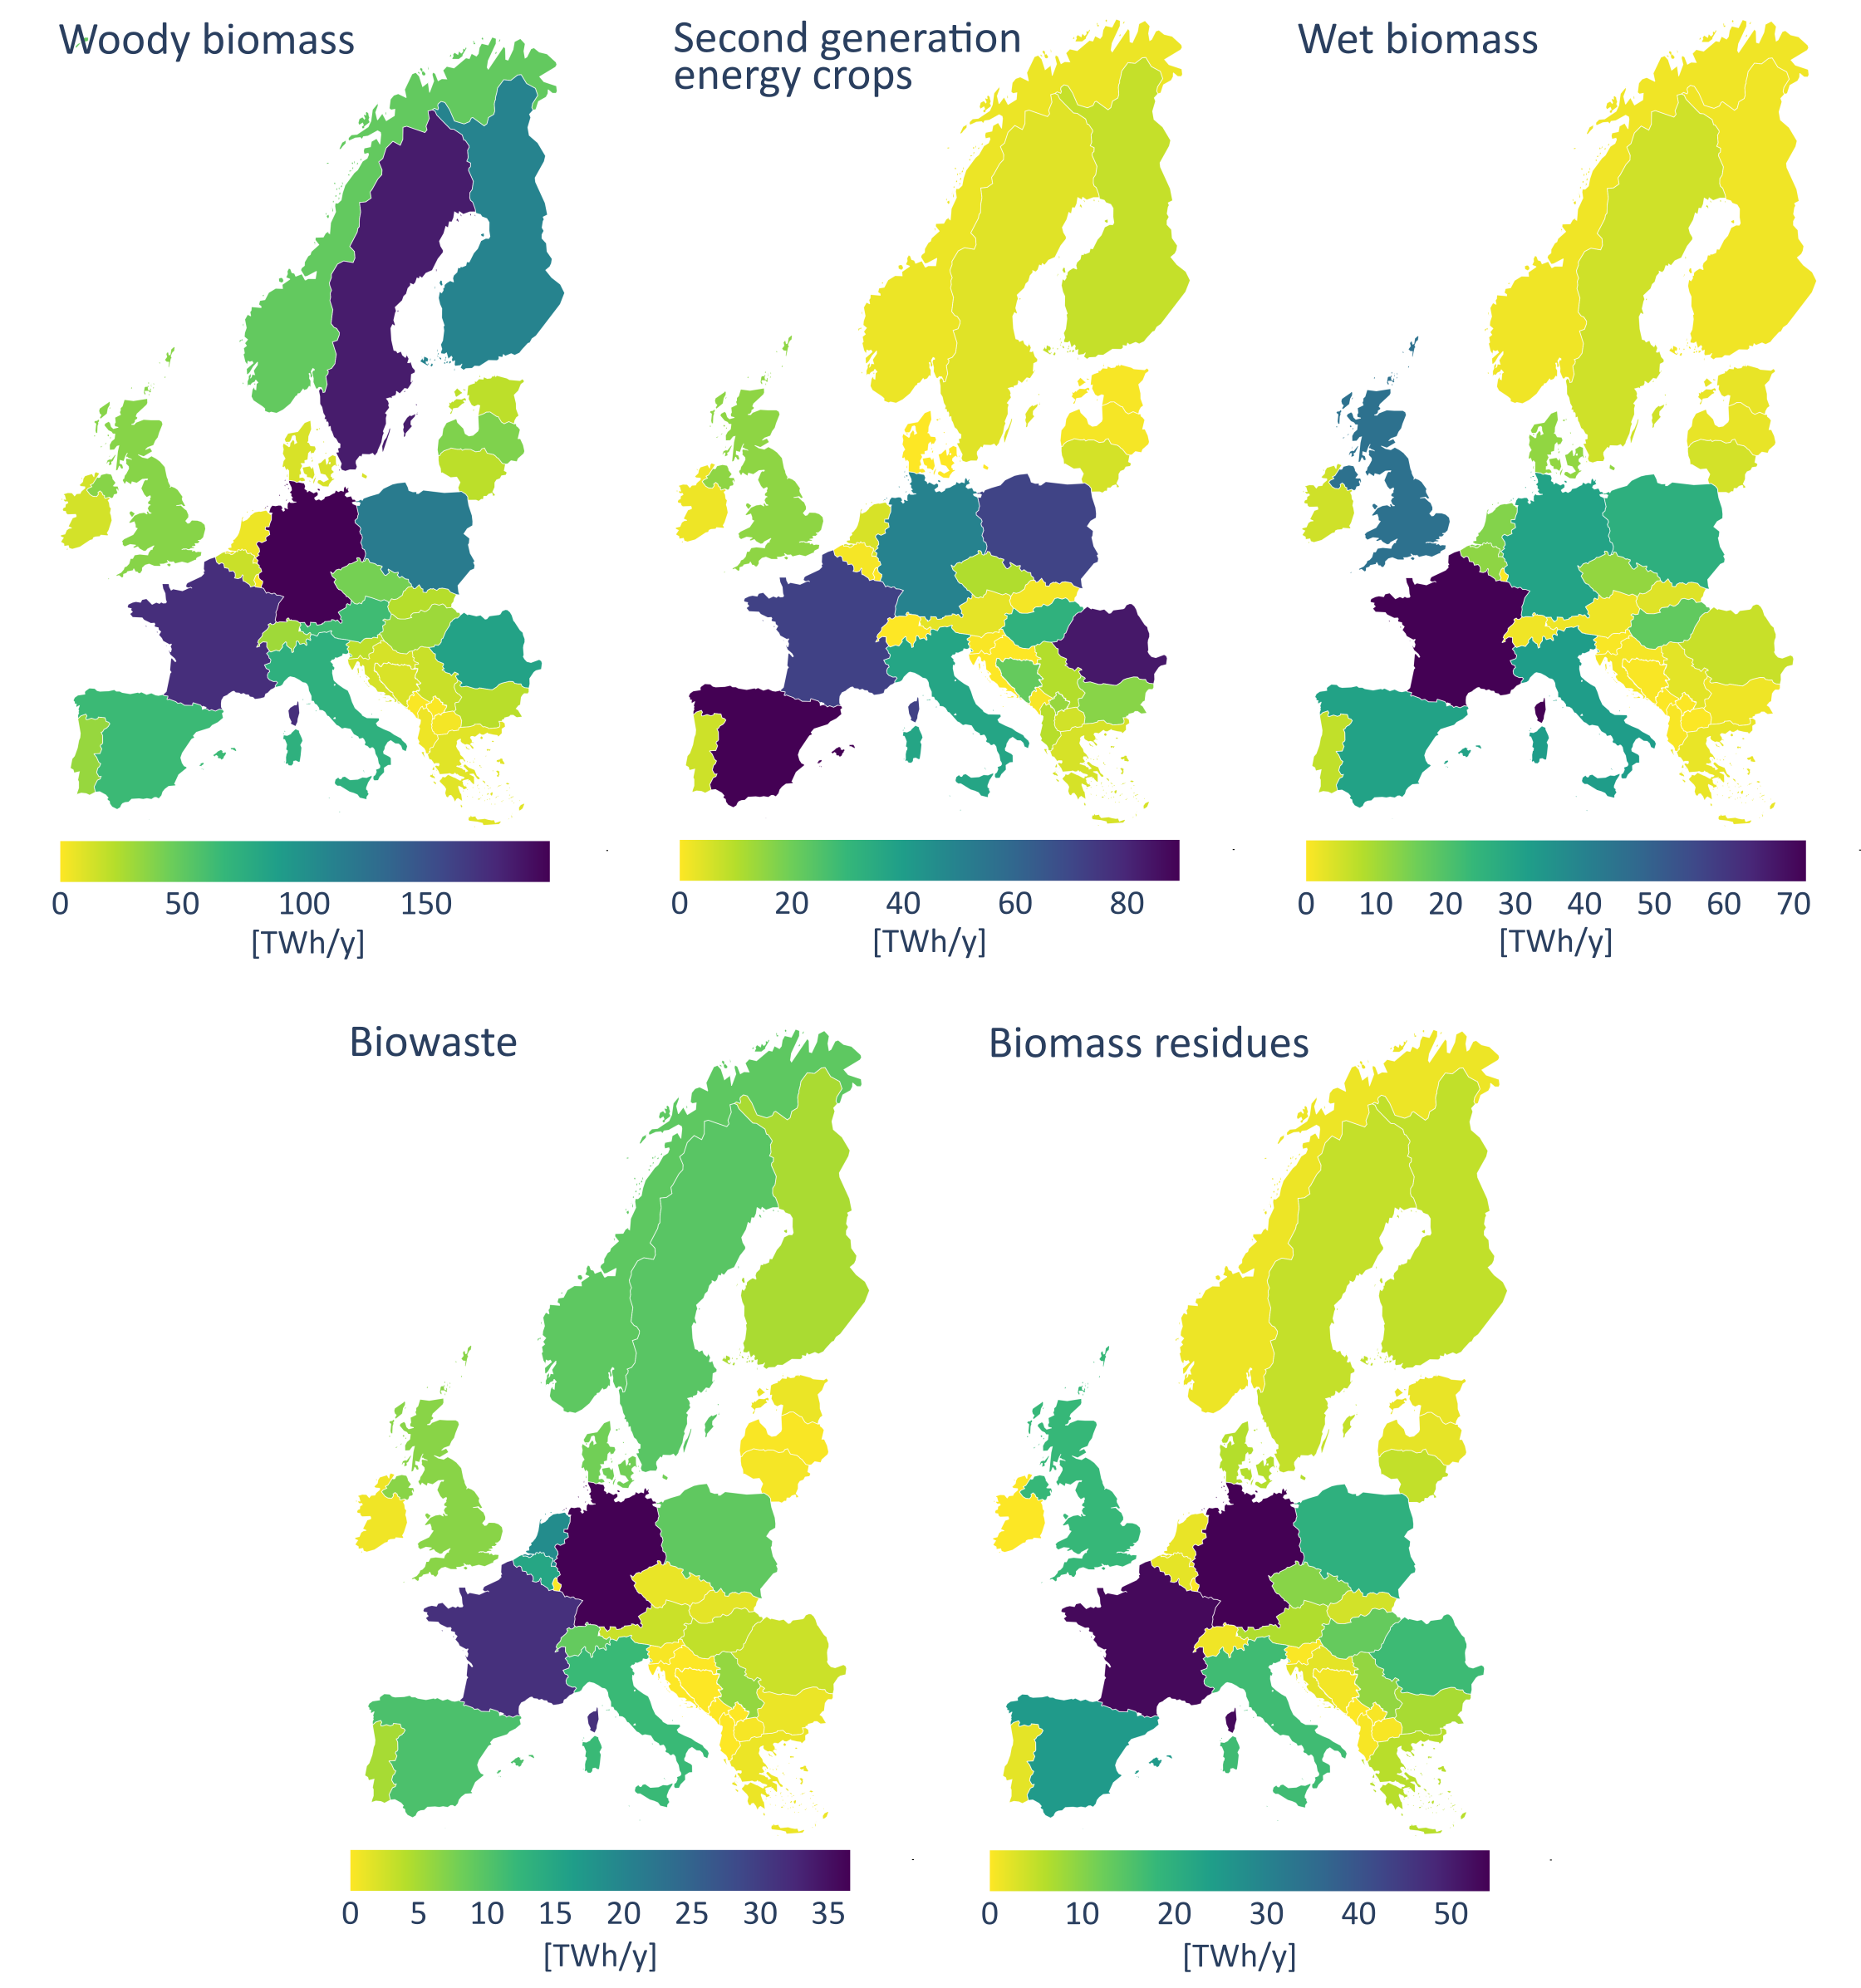 Woody biomass
Second generation
energy crops
Wet biomass
0 50 100 150
[TWh/y]
0 20 40 60 80
[TWh/y]
0 10 20 30 40 50 60 70
[TWh/y]
Biowaste
Biomass residues
0 5 10 15 20 25 30 35
[TWh/y]
0 10 20 30 40 50
[TWh/y]